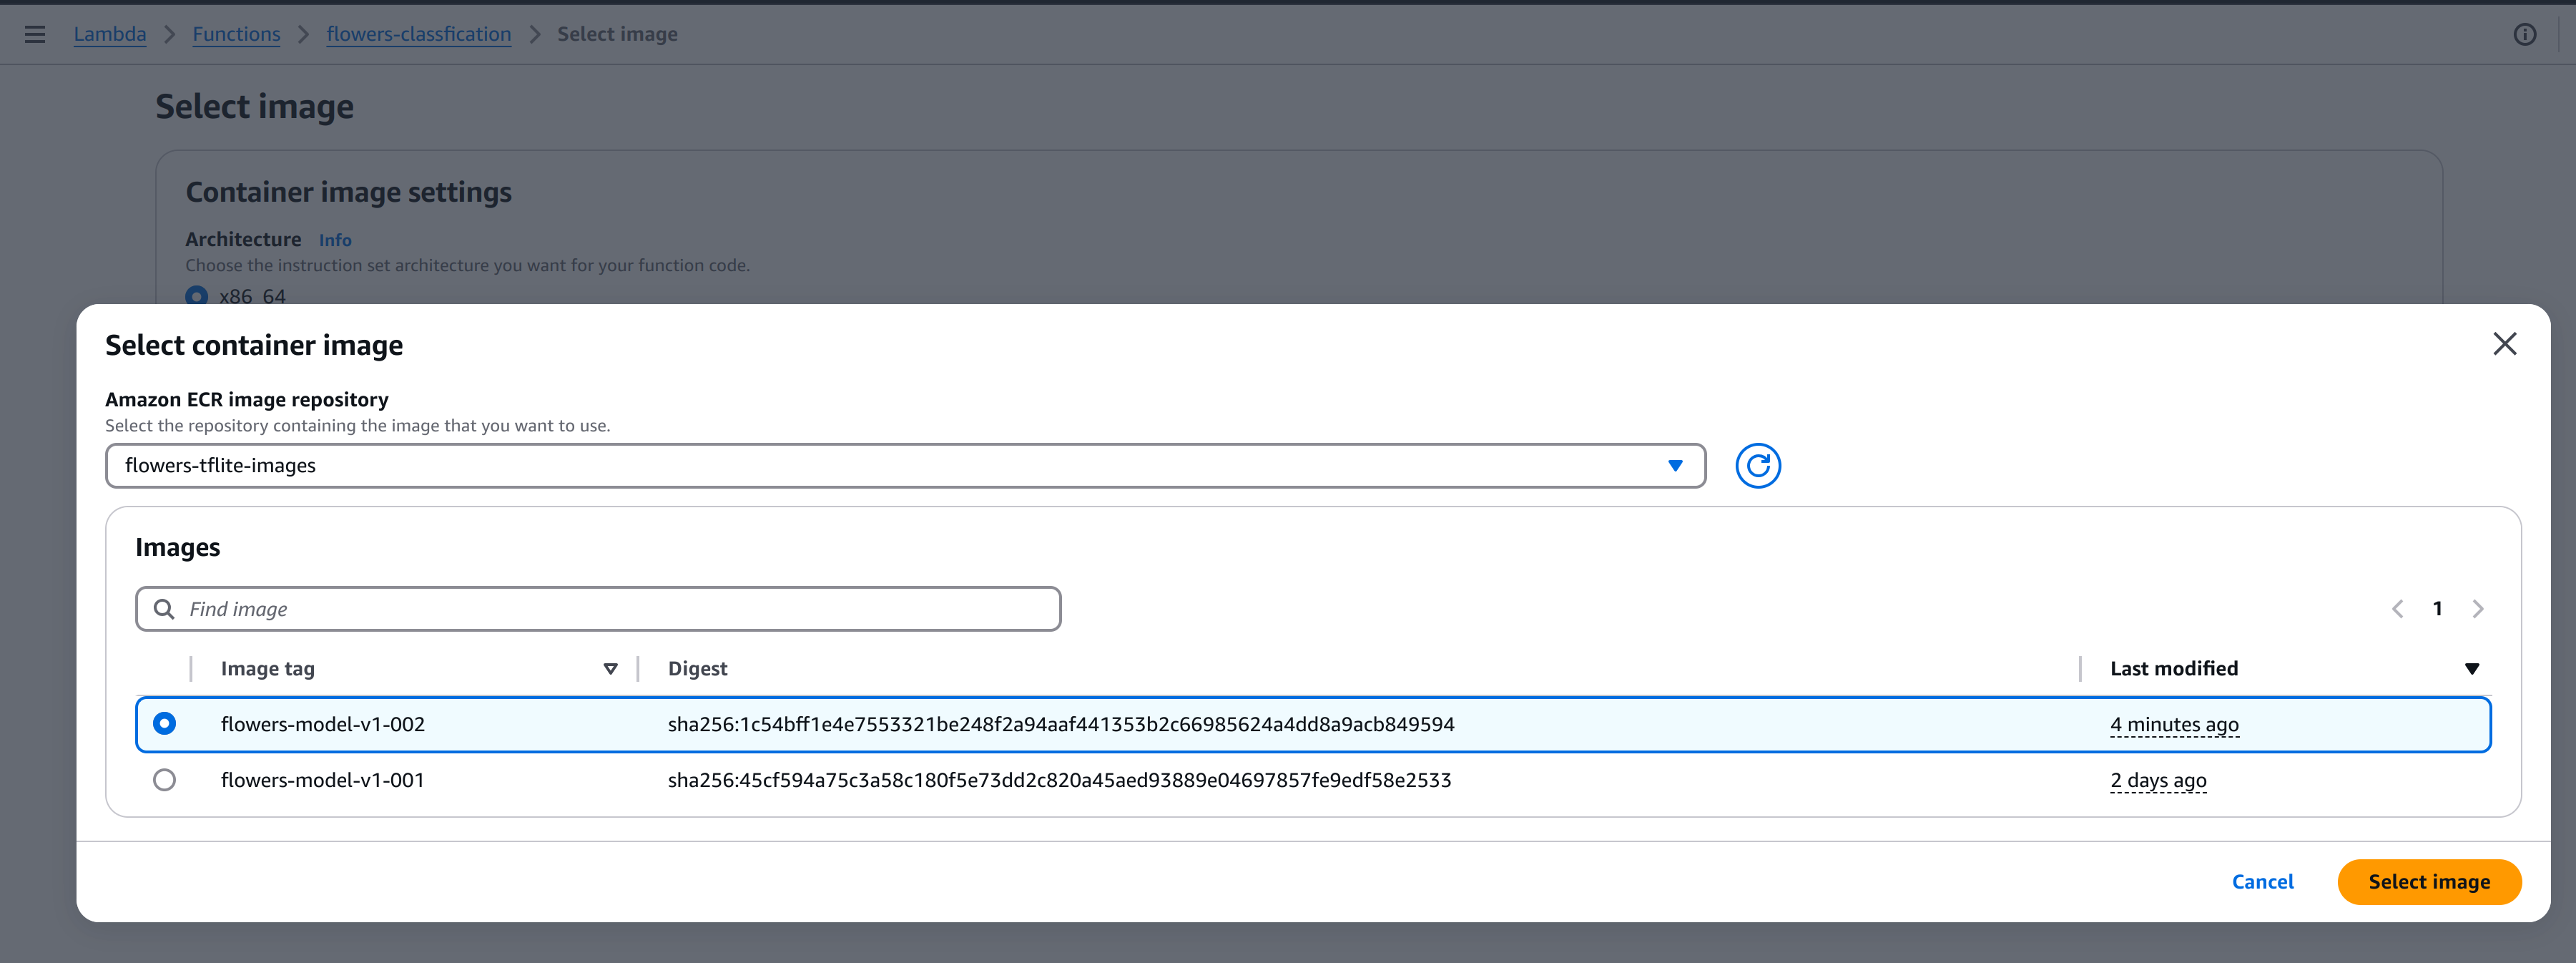 Lambda > Functions > flowers-classfication > Select image
Select image
Container image settings
Architecture Info
Choose the instruction set architecture you want for your function code.
x86_64
Select container image
Amazon ECR image repository
Select the repository containing the image that you want to use.
flowers-tflite-images
Images
Find image
1
Image tag Digest Last modified
flowers-model-v1-002 sha256:1c54bff1e4e7553321be248f2a94aaf441353b2c66985624a4dd8a9acb849594 4 minutes ago
flowers-model-v1-001 sha256:45cf594a75c3a58c180f5e73dd2c820a45aed93889e04697857fe9edf58e2533 2 days ago
Cancel Select image